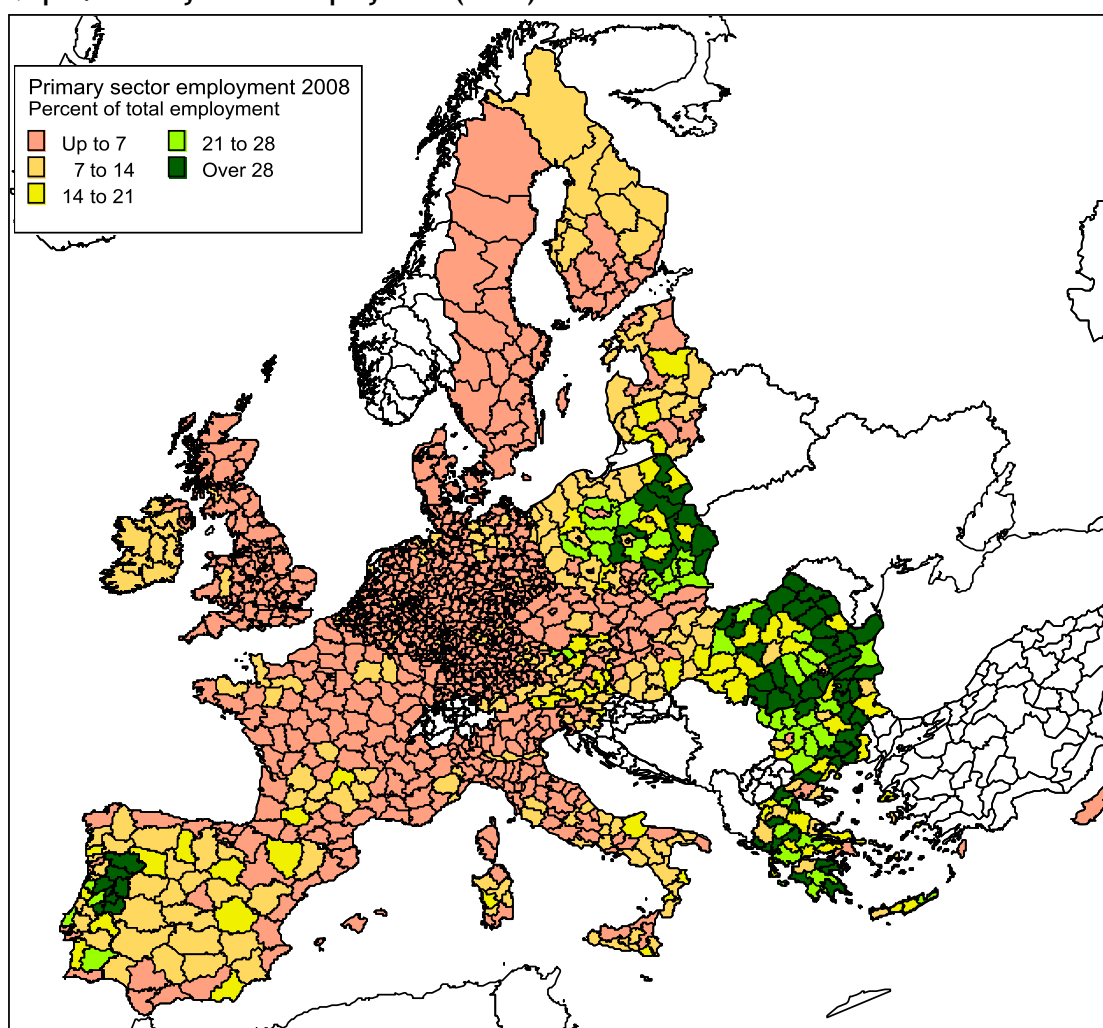 Primary sector employment 2008
Percent of total employment
Up to 7
7 to 14
14 to 21
21 to 28
Over 28